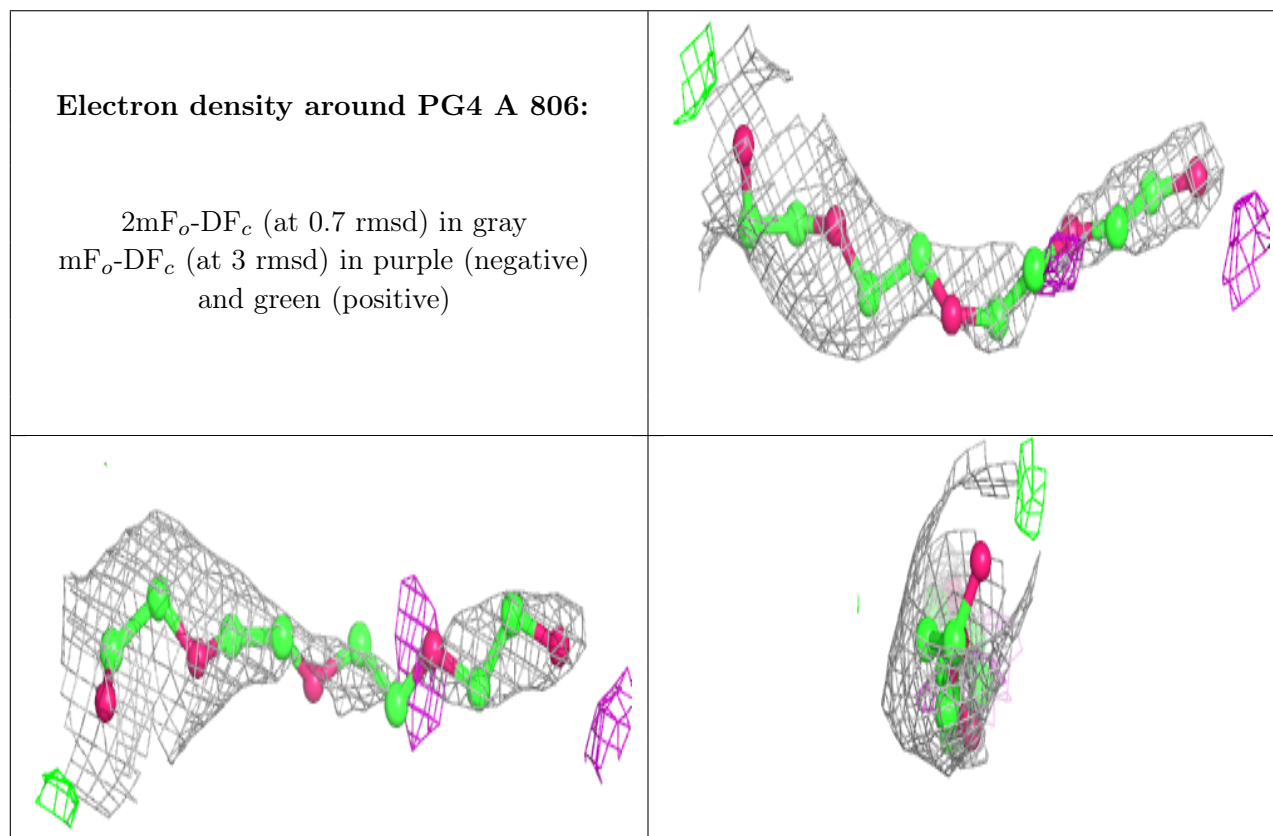 Electron density around PG4 A 806:
2mFo-DFc (at 0.7 rmsd) in gray
mFo-DFc (at 3 rmsd) in purple (negative)
and green (positive)